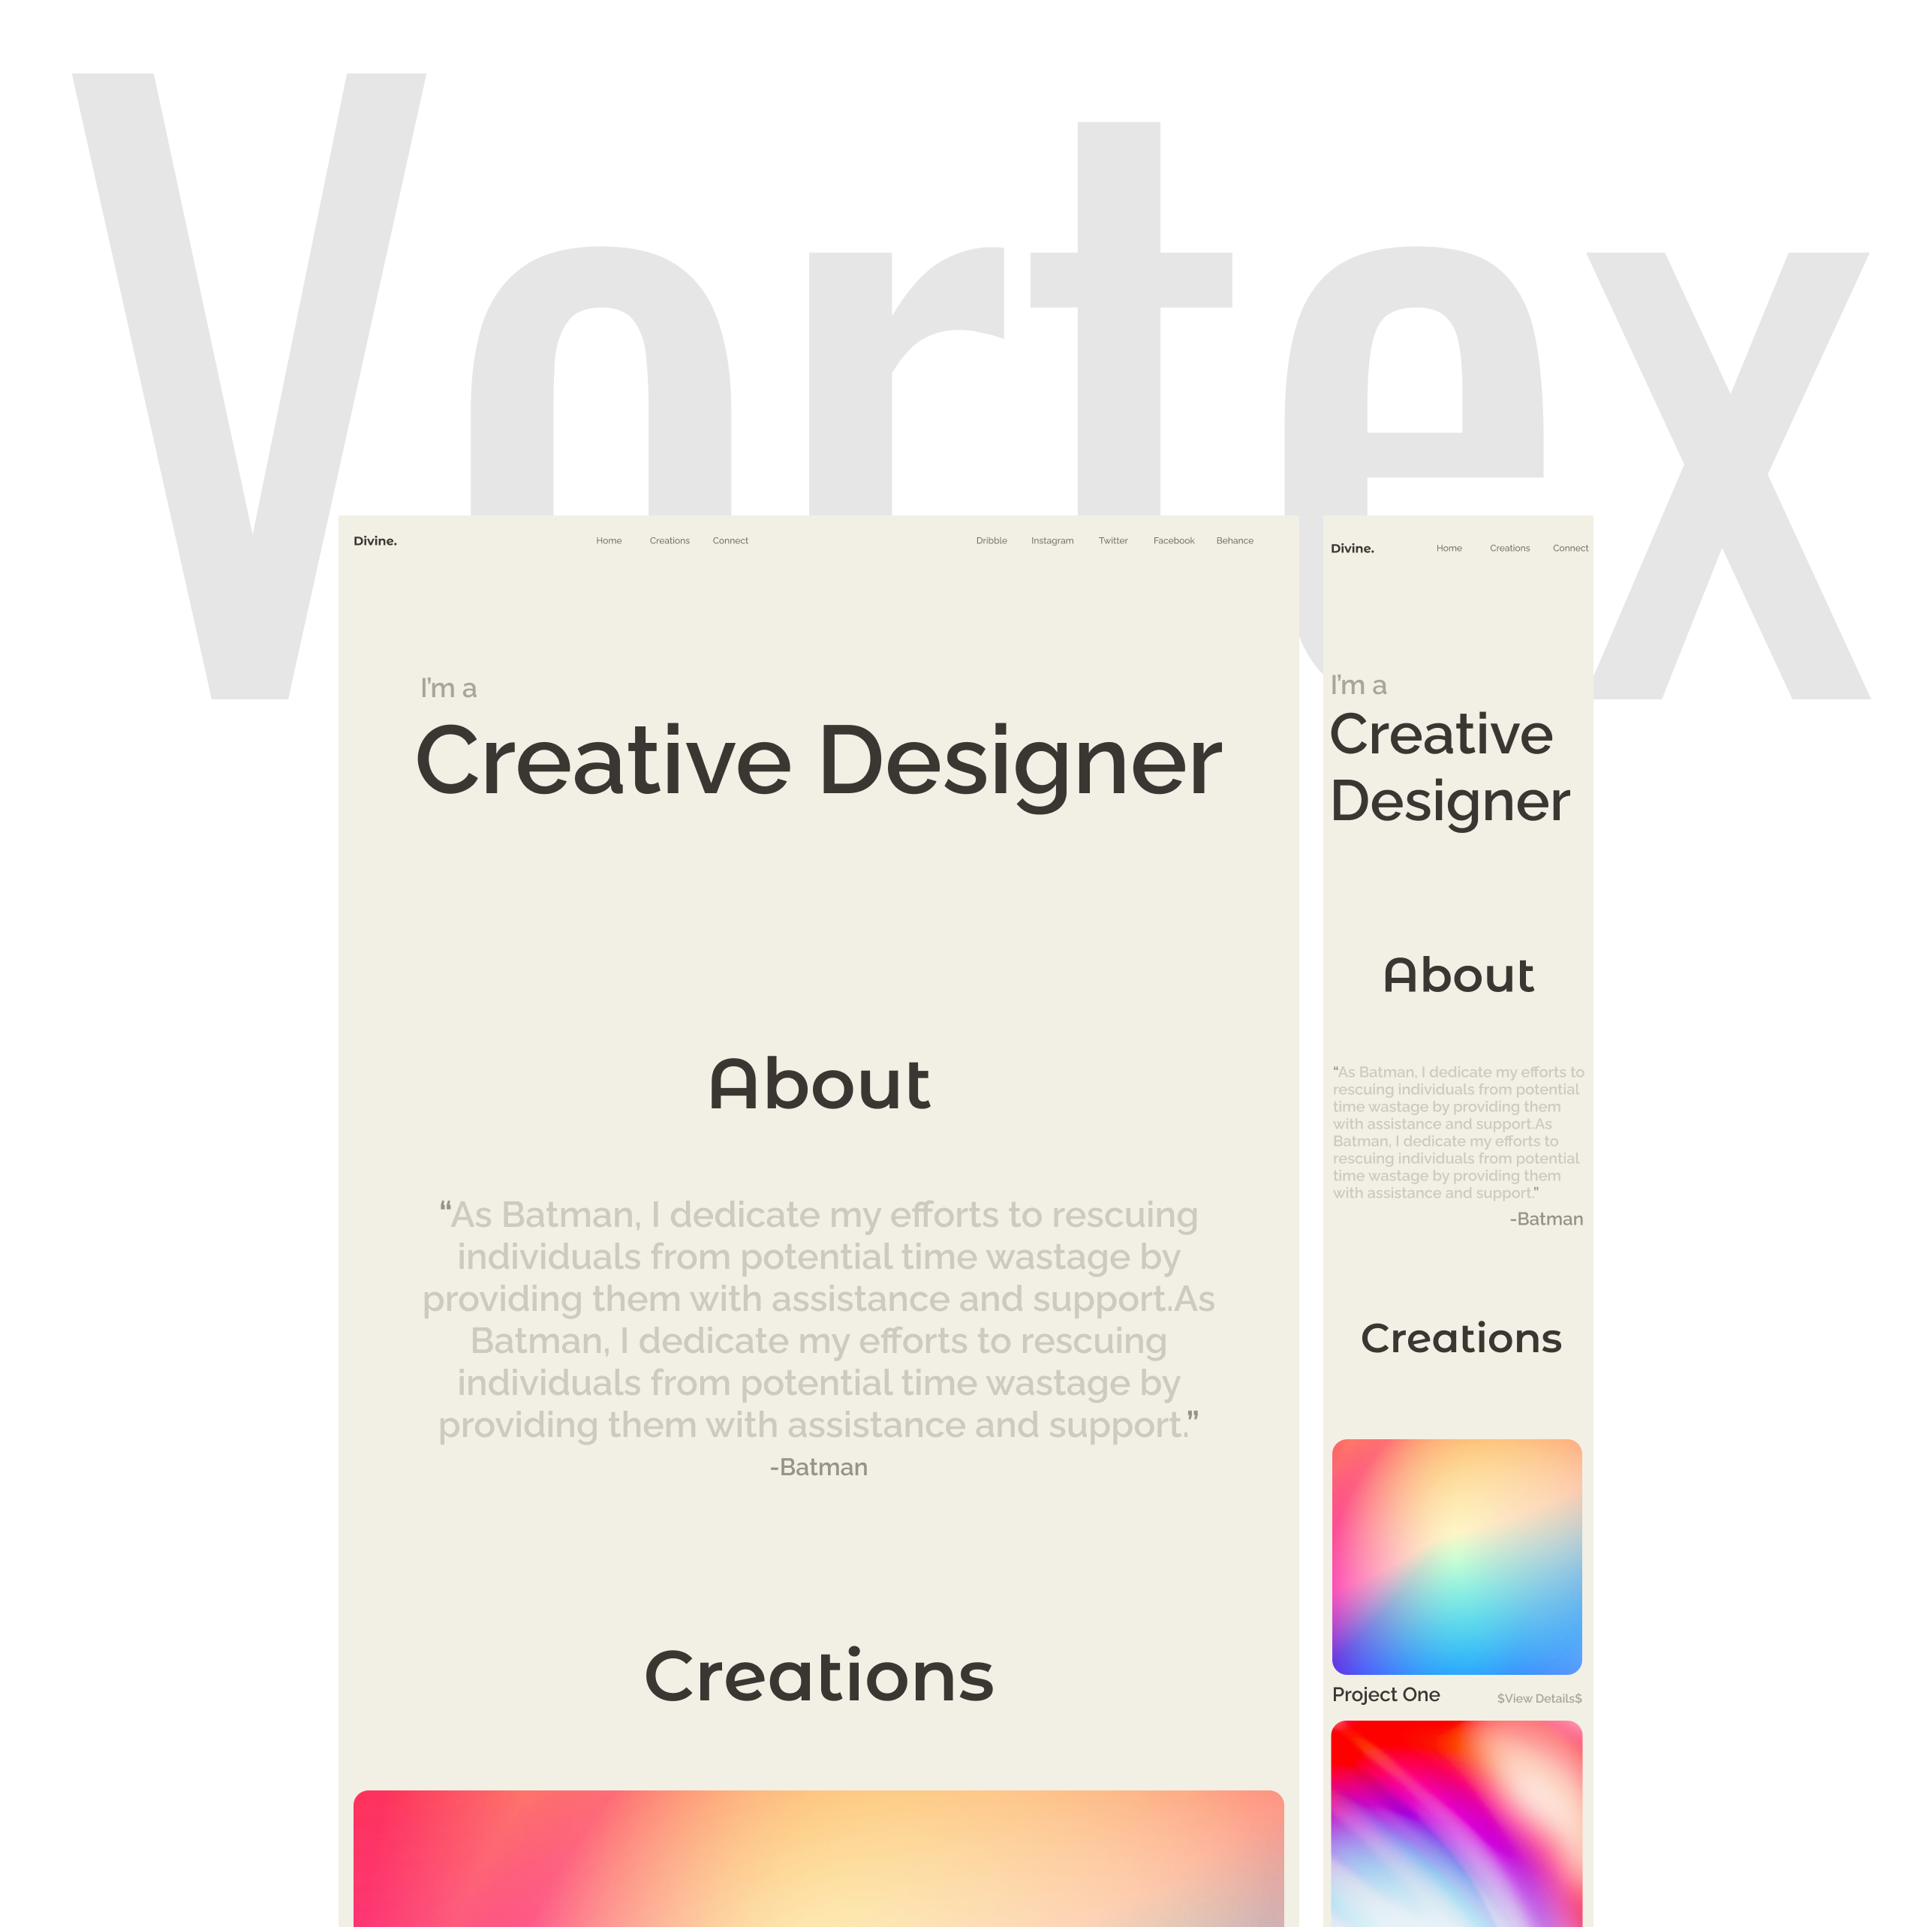 Vortex
Divine.
Home Creations Connect
Dribble Instagram Twitter Facebook Behance
I'm a
Creative Designer
About
“As Batman, I dedicate my efforts to rescuing
individuals from potential time wastage by
providing them with assistance and support.As
Batman, I dedicate my efforts to rescuing
individuals from potential time wastage by
providing them with assistance and support.”
-Batman
Creations
Divine.
Home Creations Connect
I'm a
Creative
Designer
About
“As Batman, I dedicate my efforts to
rescuing individuals from potential
time wastage by providing them
with assistance and support.As
Batman, I dedicate my efforts to
rescuing individuals from potential
time wastage by providing them
with assistance and support.”
-Batman
Creations
Project One
$View Details$